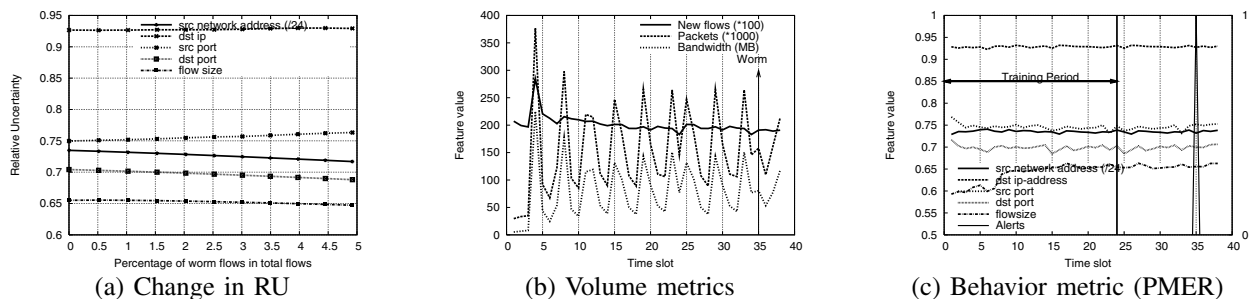 src network address (/24)
dst ip
src port
dst port
flow size
0.95
0.9
0.85
0.8
0.75
0.7
0.65
0.6
Relative Uncertainty
0 0.5 1 1.5 2 2.5 3 3.5 4 4.5 5
Percentage of worm flows in total flows
(a) Change in RU
New flows (*100)
Packets (*1000)
Bandwidth (MB)
Worm
400
350
300
250
200
150
100
50
0
Feature value
0 5 10 15 20 25 30 35 40
Time slot
(b) Volume metrics
1
0.95
0.9
0.85
0.8
0.75
0.7
0.65
0.6
0.55
0.5
Feature value
Training Period
src network address (/24)
dst ip-address
src port
dst port
flowsize
Alerts
1
0
0 5 10 15 20 25 30 35 40
Time slot
(c) Behavior metric (PMER)